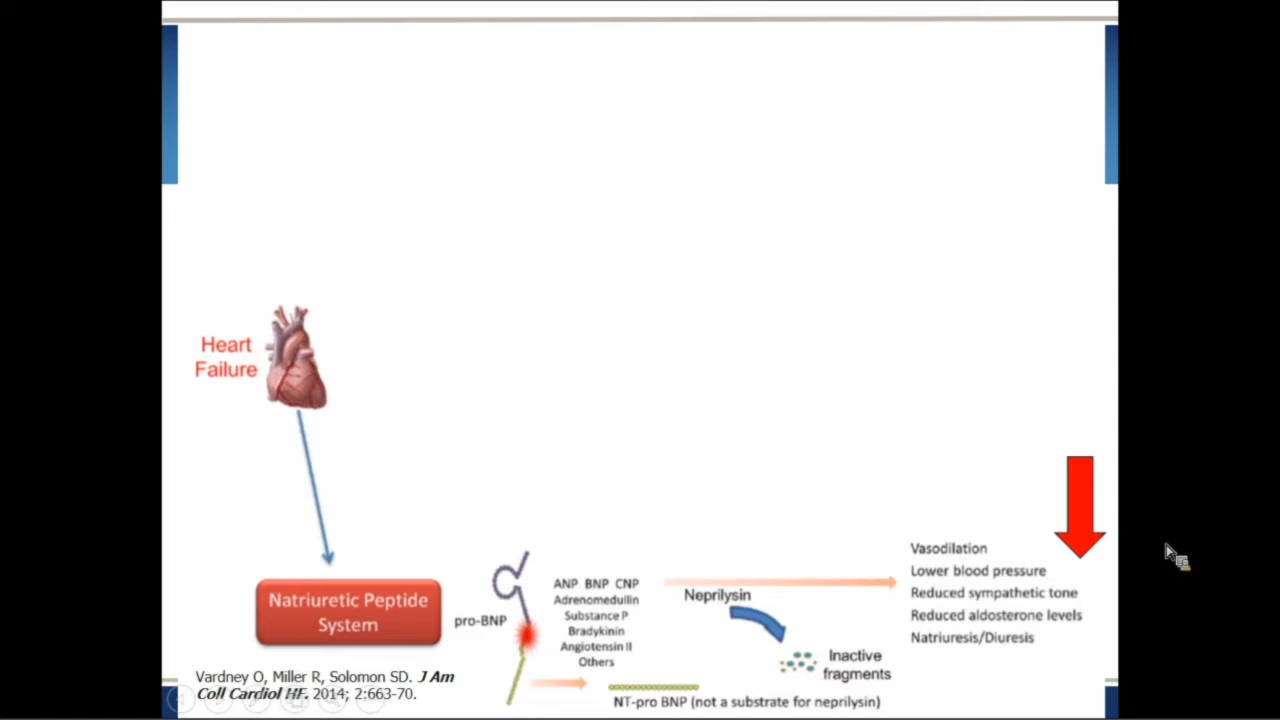 Heart
Failure
Natriuretic Peptide
System
pro-BNP
ANP BNP CNP
Adrenomedullin
Substance P
Bradykinin
Angiotensin II
Others
Neprilysin
Inactive
fragments
NT-pro BNP (not a substrate for neprilysin)
Vasodilation
Lower blood pressure
Reduced sympathetic tone
Reduced aldosterone levels
Natriuresis/Diuresis
Vardney O, Miller R, Solomon SD. J Am
Coll Cardiol HF. 2014; 2:663-70.